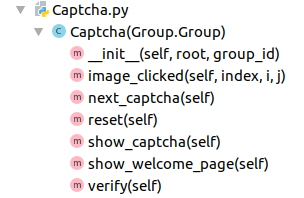 Captcha.py
C Captcha(Group.Group)
m __init__(self, root, group_id)
m image_clicked(self, index, i, j)
m next_captcha(self)
m reset(self)
m show_captcha(self)
m show_welcome_page(self)
m verify(self)